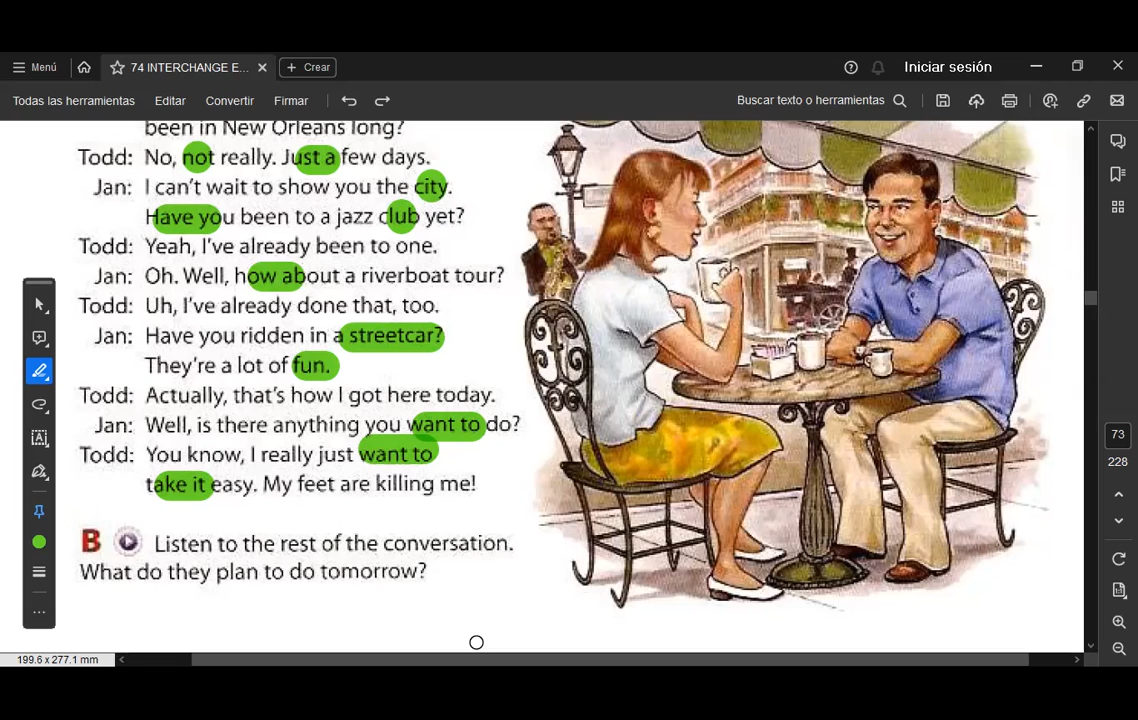 Menú
74 INTERCHANGE E...
Crear
Iniciar sesión
Todas las herramientas Editar Convertir Firmar
Buscar texto o herramientas
been in New Orleans long?
Todd: No, not really. Just a few days.
Jan: I can't wait to show you the city.
Have you been to a jazz club yet?
Todd: Yeah, I've already been to one.
Jan: Oh. Well, how about a riverboat tour?
Todd: Uh, I've already done that, too.
Jan: Have you ridden in a streetcar?
They're a lot of fun.
Todd: Actually, that's how I got here today.
Jan: Well, is there anything you want to do?
Todd: You know, I really just want to
take it easy. My feet are killing me!
B Listen to the rest of the conversation.
What do they plan to do tomorrow?
73
228
199.6 x 277.1 mm